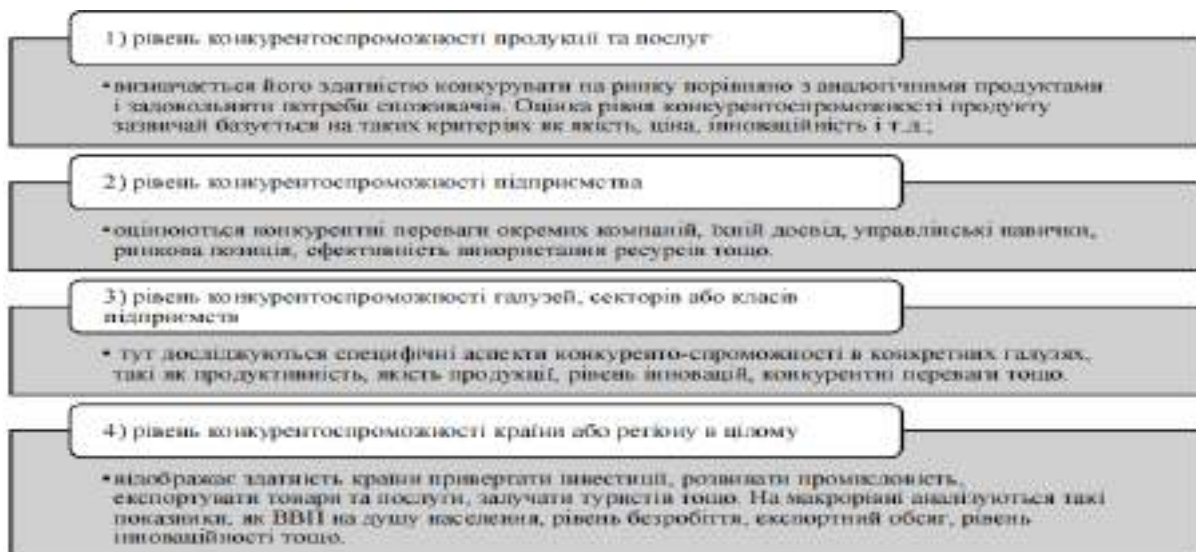 1) рівень конкурентоспроможності продукції та послуг
•визначається його здатністю конкурувати на ринку порівняно з аналогічними продуктами
і задовольняти потреби споживачів. Оцінка рівня конкурентоспроможності продукту
зазвичай базується на таких критеріях як якість, ціна, інноваційність і т.д.;
2) рівень конкурентоспроможності підприємства
•оцінюються конкурентні переваги окремих компаній, їхній досвід, управлінські навички,
ринкова позиція, ефективність використання ресурсів тощо.
3) рівень конкурентоспроможності галузей, секторів або класів
підприємств
• тут досліджуються специфічні аспекти конкуренто-спроможності в конкретних галузях,
такі як продуктивність, якість продукції, рівень інновацій, конкурентні переваги тощо.
4) рівень конкурентоспроможності країни або регіону в цілому
•відображає здатність країни привертати інвестиції, розвивати промисловість,
експортувати товари та послуги, залучати туристів тощо. На макрорівні аналізуються такі
показники, як ВВП на душу населення, рівень безробіття, експортний обсяг, рівень
інноваційності тощо.